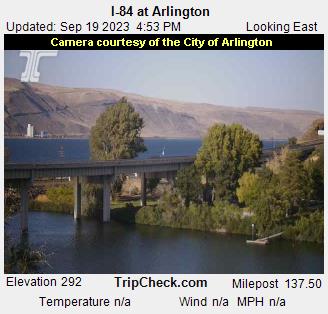 I-84 at Arlington
Updated: Sep 19 2023 4:53 PM Looking East
Camera courtesy of the City of Arlington
Elevation 292 TripCheck.com Milepost 137.50
Temperature n/a Wind n/a MPH n/a